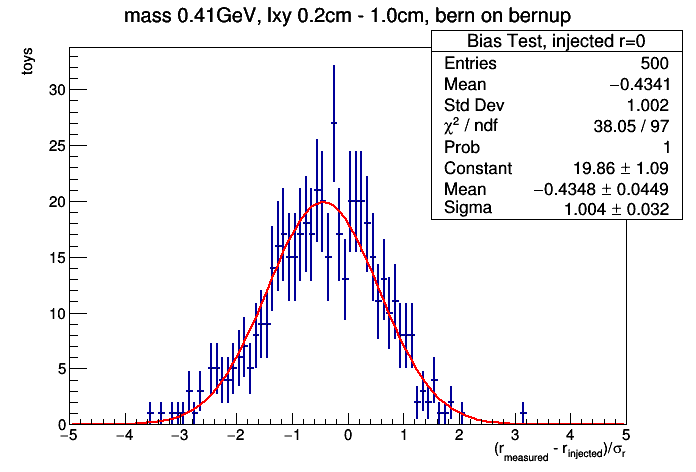 mass 0.41GeV, lxy 0.2cm - 1.0cm, bern on bernup
toys
Bias Test, injected r=0
Entries 500
Mean −0.4341
Std Dev 1.002
χ² / ndf 38.05 / 97
Prob 1
Constant 19.86 ± 1.09
Mean −0.4348 ± 0.0449
Sigma 1.004 ± 0.032
30
25
20
15
10
5
0
−5 −4 −3 −2 −1 0 1 2 3 4 5
(r_measured - r_injected)/σ_r